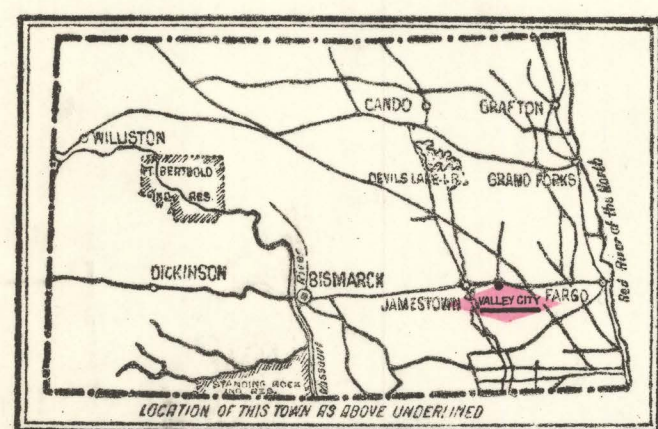 CANDO
GRAFTON
WILLISTON
FT. BERTHOLD
IND. RES.
DEVILS LAKE
GRAND FORKS
Red River of the North
DICKINSON
River
BISMARCK
JAMESTOWN
VALLEY CITY
FARGO
Missouri
STANDING ROCK
IND. RES.
LOCATION OF THIS TOWN AS ABOVE UNDERLINED